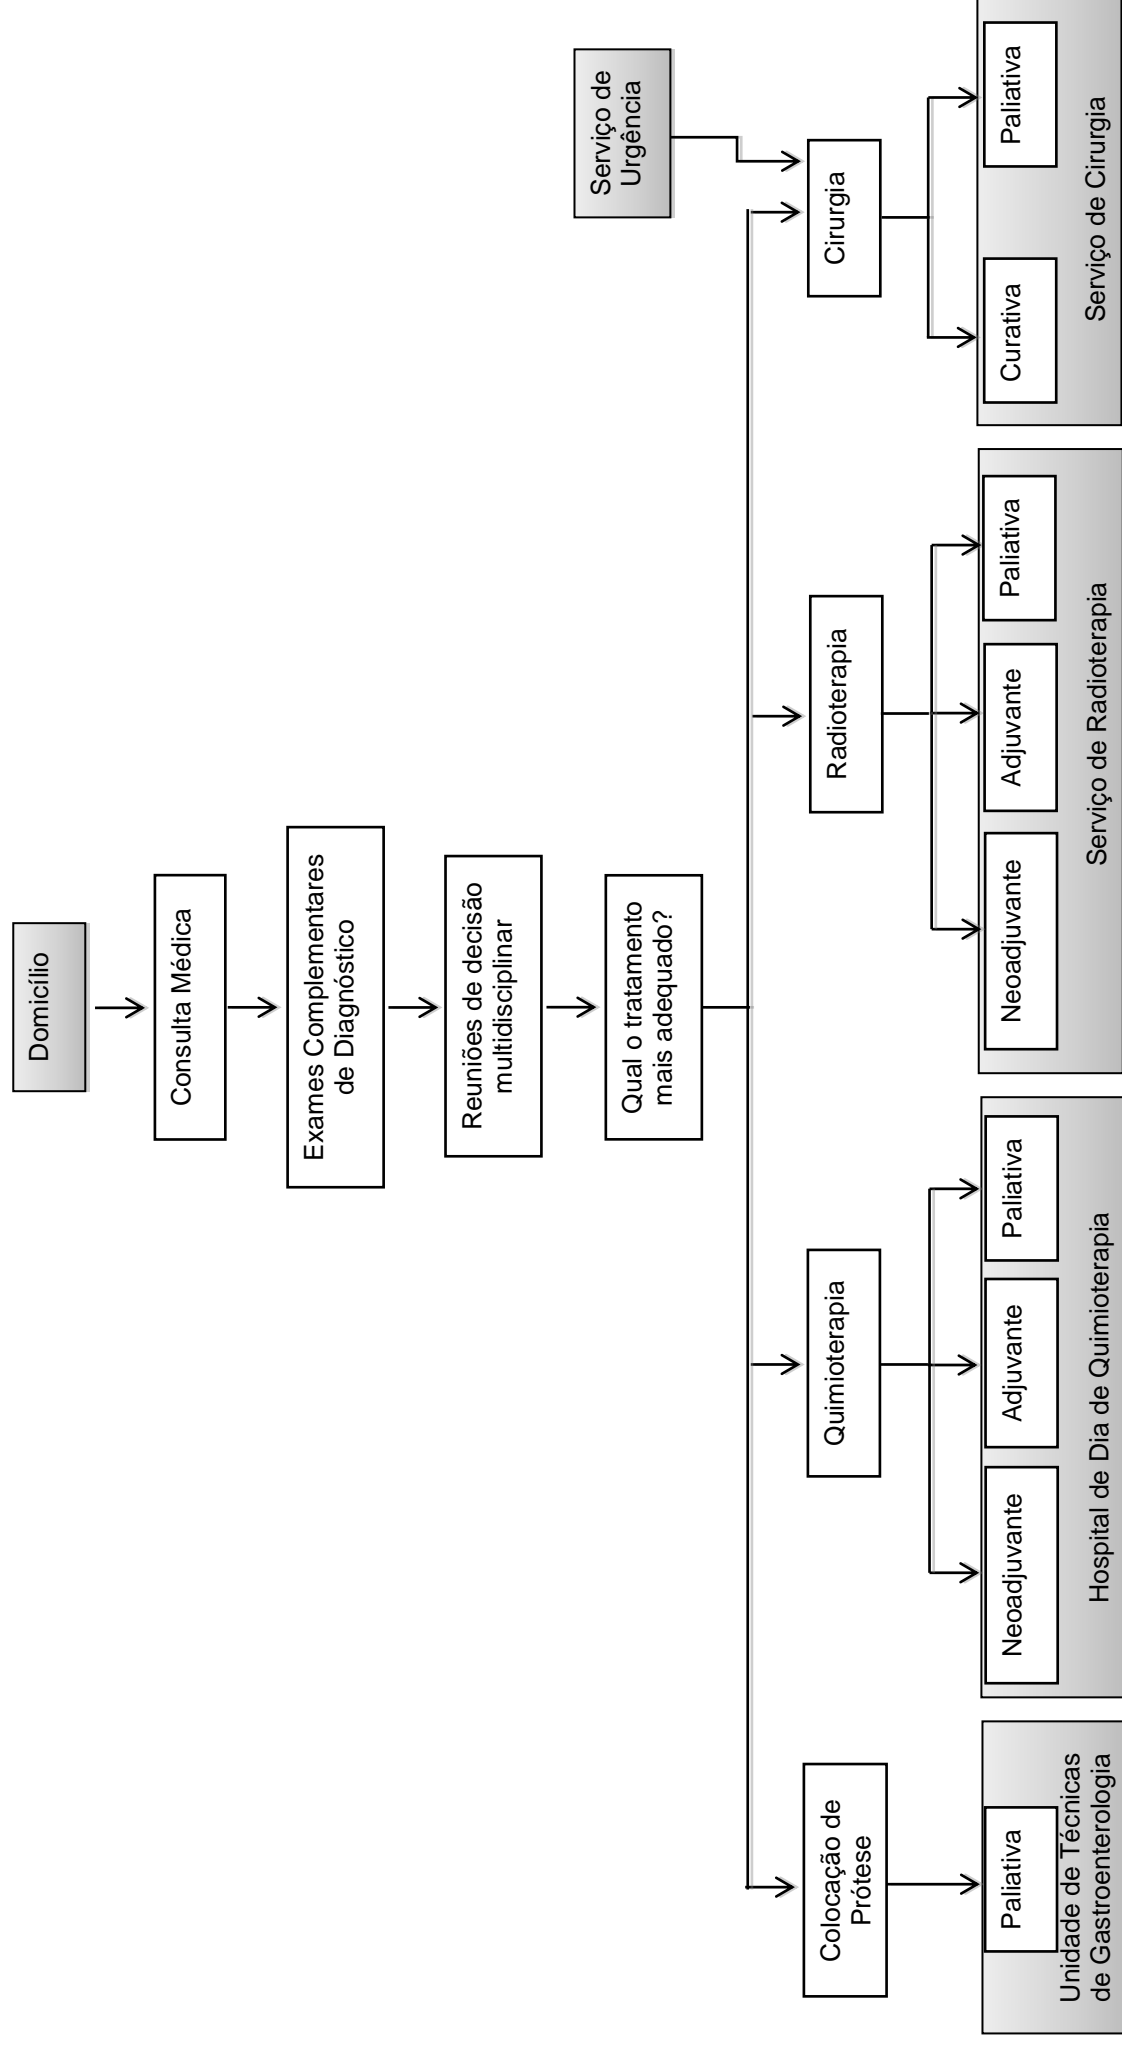 Domicílio
Consulta Médica
Exames Complementares
de Diagnóstico
Reuniões de decisão
multidisciplinar
Qual o tratamento
mais adequado?
Serviço de
Urgência
Colocação de
Prótese
Quimioterapia
Radioterapia
Cirurgia
Paliativa
Unidade de Técnicas
de Gastroenterologia
Neoadjuvante
Adjuvante
Paliativa
Hospital de Dia de Quimioterapia
Neoadjuvante
Adjuvante
Paliativa
Serviço de Radioterapia
Curativa
Paliativa
Serviço de Cirurgia